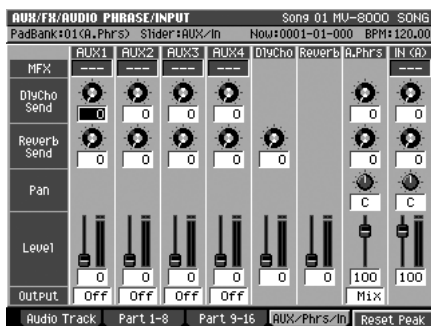 AUX/FX/AUDIO PHRASE/INPUT Song 01 MV-8000 SONG
PadBank:01(A.Phrs) Slider:AUX/In Now:0001-01-000 BPM:120.00
AUX1 AUX2 AUX3 AUX4 DlyCho Reverb A.Phrs IN (A)
MFX --- --- --- --- --- ---
DlyCho Send 0 0 0 0 0 0
Reverb Send 0 0 0 0 0 0 0
Pan C C
Level 0 0 0 0 0 0 100 100
Output Off Off Off Off Mix
Audio Track Part 1-8 Part 9-16 AUX/Phrs/In Reset Peak